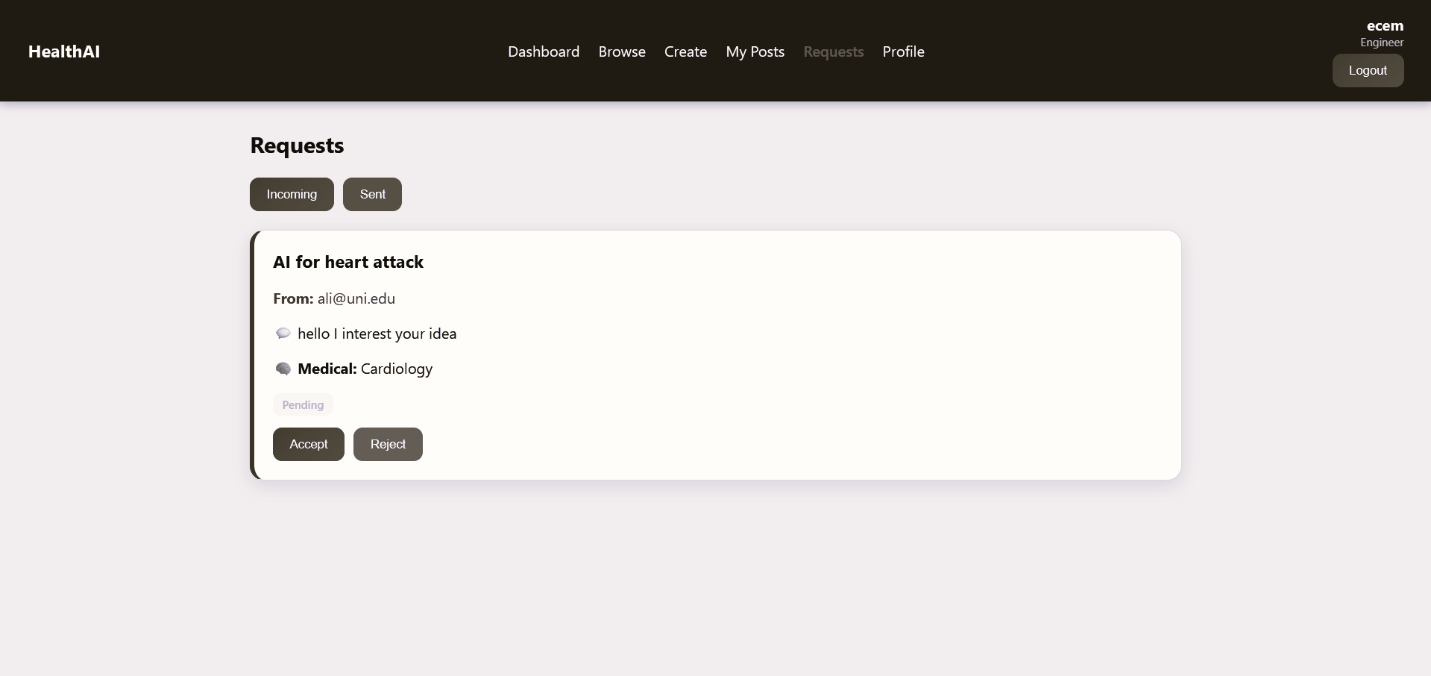 HealthAI
Dashboard Browse Create My Posts Requests Profile
ecem
Engineer
Logout
Requests
Incoming Sent
AI for heart attack
From: ali@uni.edu
hello I interest your idea
Medical: Cardiology
Pending
Accept Reject